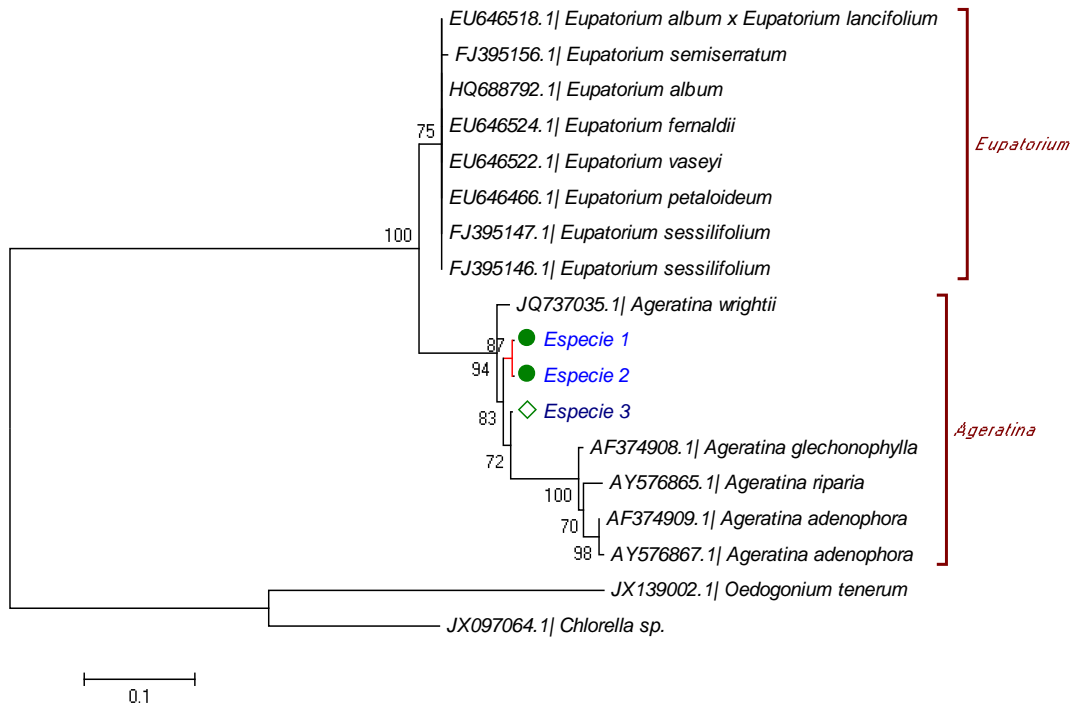 EU646518.1| Eupatorium album x Eupatorium lancifolium
FJ395156.1| Eupatorium semiserratum
HQ688792.1| Eupatorium album
75
EU646524.1| Eupatorium fernaldii
Eupatorium
EU646522.1| Eupatorium vaseyi
EU646466.1| Eupatorium petaloideum
100
FJ395147.1| Eupatorium sessilifolium
FJ395146.1| Eupatorium sessilifolium
JQ737035.1| Ageratina wrightii
87
Especie 1
94
Especie 2
83
Especie 3
Ageratina
72
AF374908.1| Ageratina glechonophylla
100
AY576865.1| Ageratina riparia
70
AF374909.1| Ageratina adenophora
98
AY576867.1| Ageratina adenophora
JX139002.1| Oedogonium tenerum
JX097064.1| Chlorella sp.
0.1